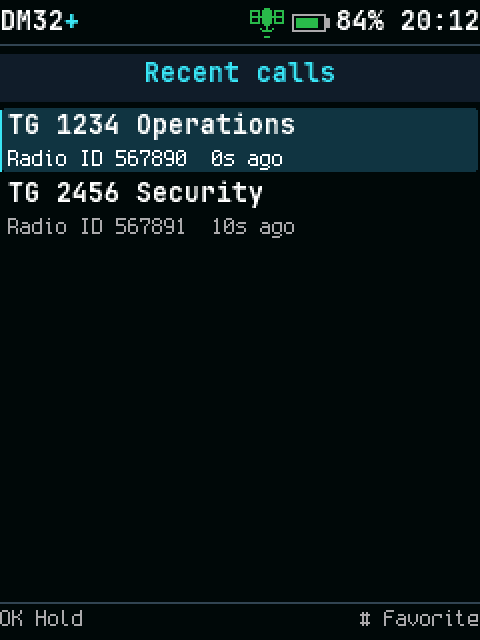 DM32+ 84% 20:12
Recent calls
TG 1234 Operations
Radio ID 567890 0s ago
TG 2456 Security
Radio ID 567891 10s ago
OK Hold # Favorite